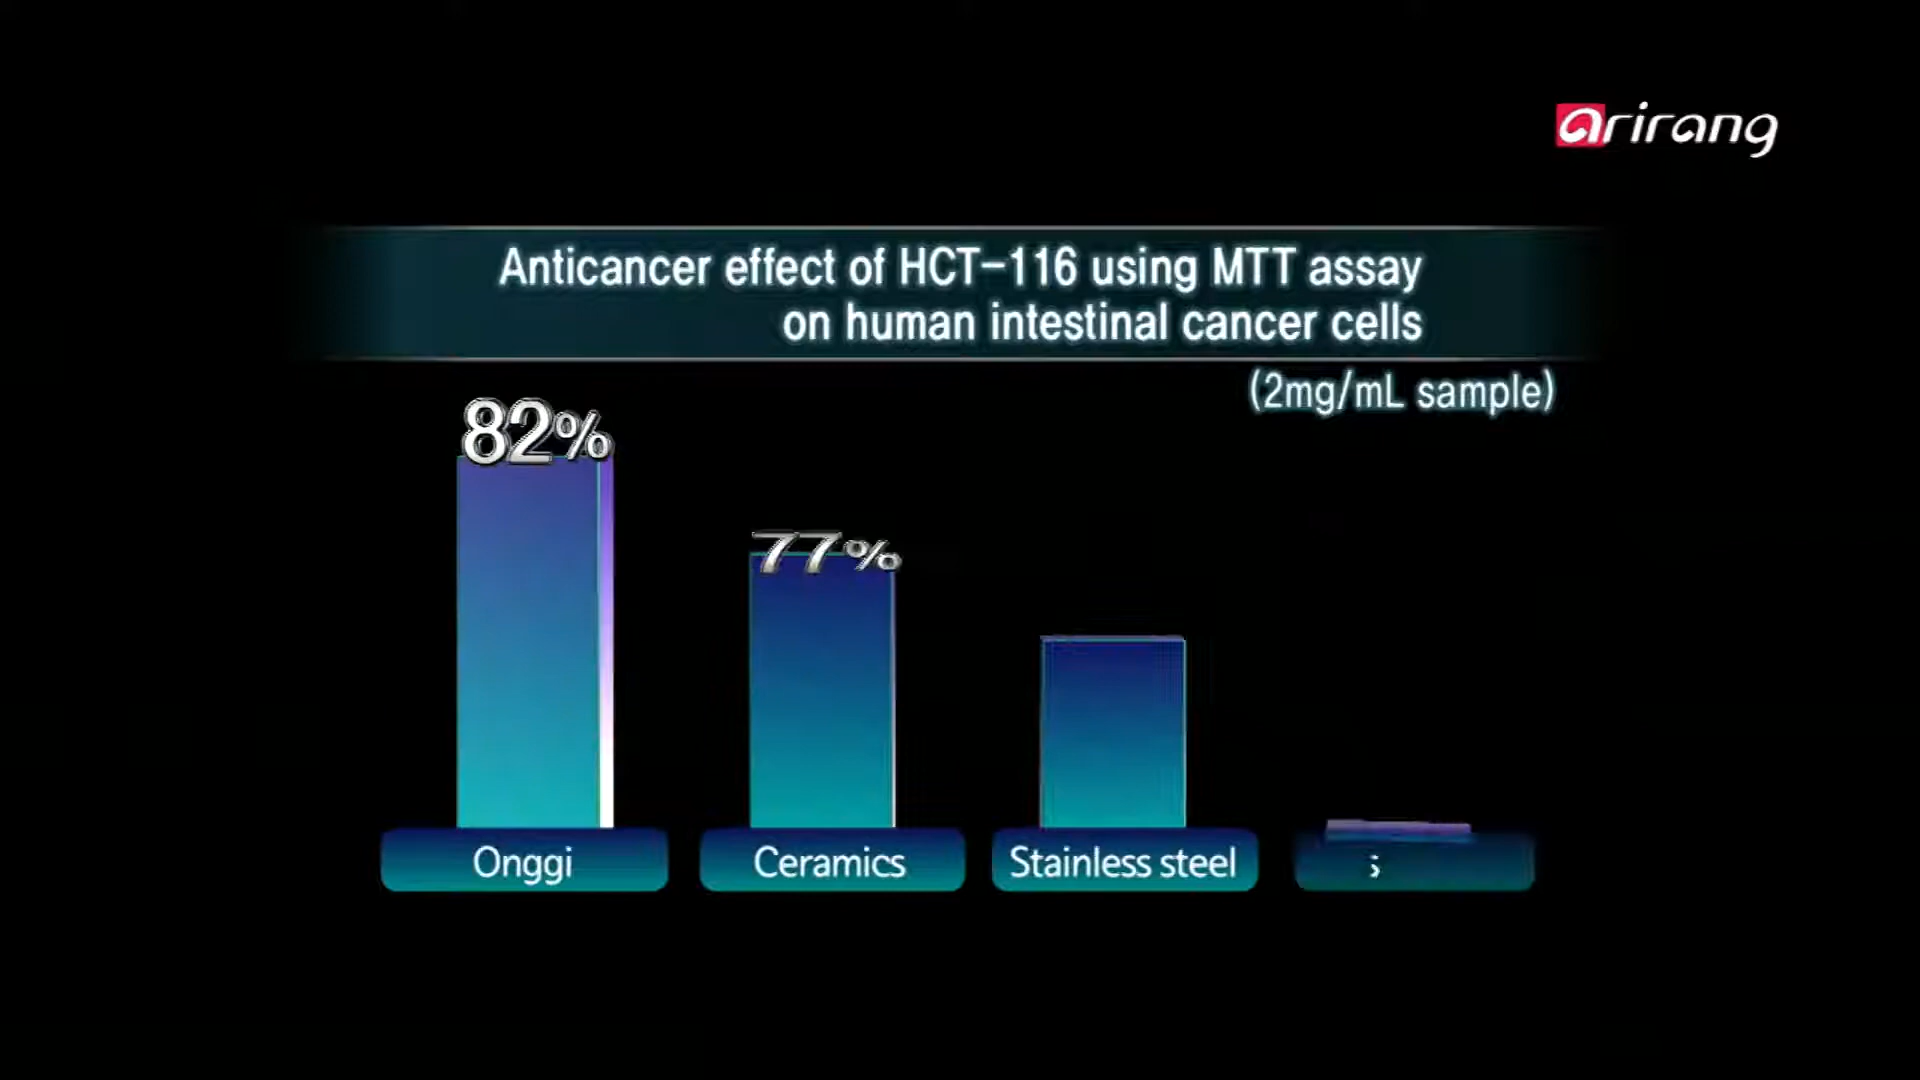 arirang
Anticancer effect of HCT-116 using MTT assay
on human intestinal cancer cells
(2mg/mL sample)
82%
77%
Onggi
Ceramics
Stainless steel